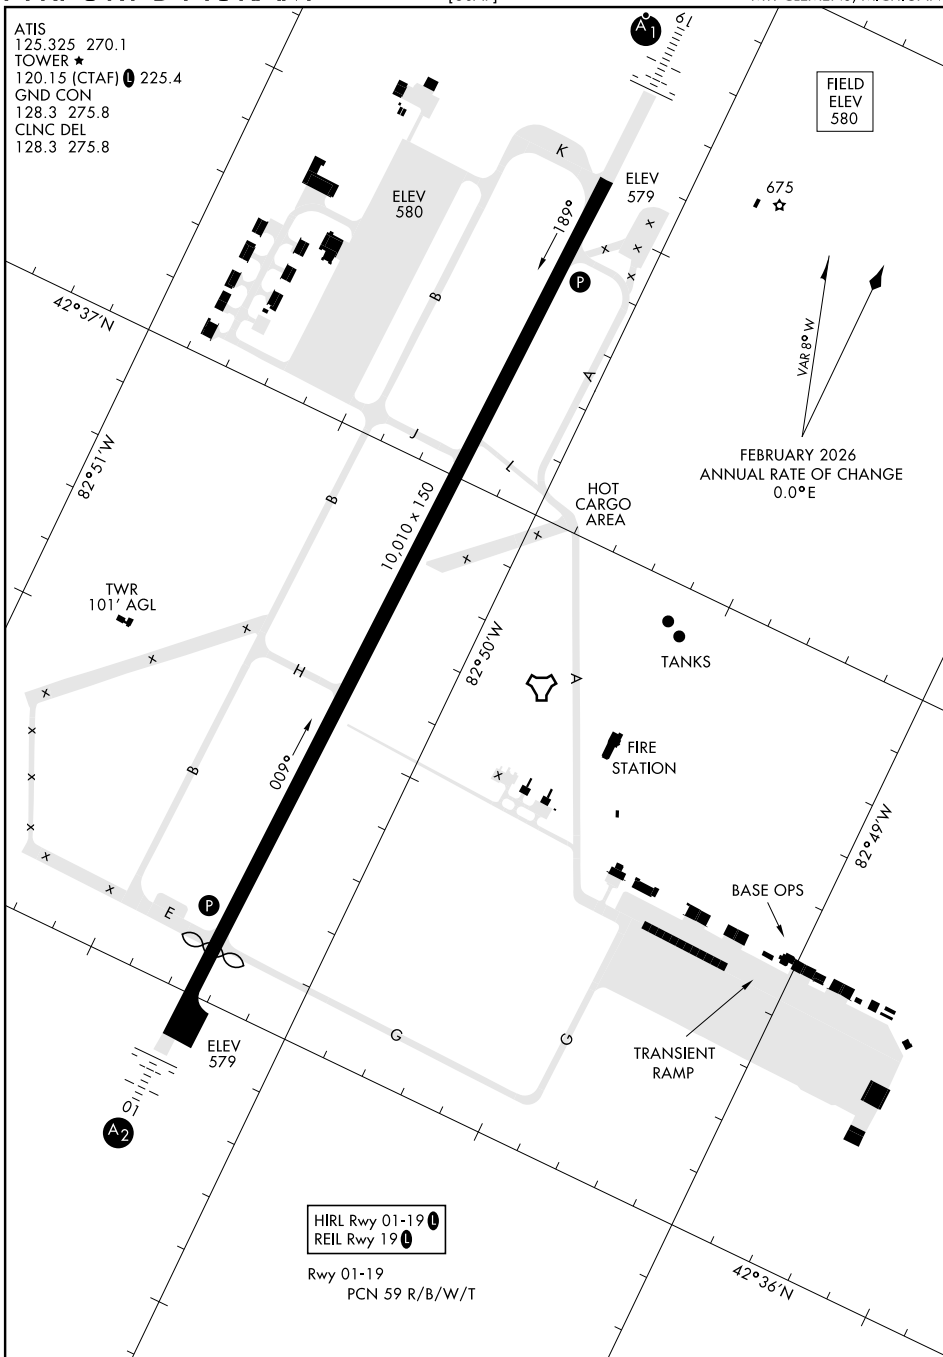 ATIS
125.325 270.1
TOWER ★
120.15 (CTAF) L 225.4
GND CON
128.3 275.8
CLNC DEL
128.3 275.8
A1
19
FIELD
ELEV
580
K
ELEV
580
ELEV
579
675
189°
P
B
42°37'N
VAR 8° W
A
J
FEBRUARY 2026
ANNUAL RATE OF CHANGE
0.0° E
82°51'W
L
B
HOT
CARGO
AREA
10,010 x 150
TWR
101' AGL
82°50'W
TANKS
H
A
FIRE
STATION
009°
B
82°49'W
BASE OPS
P
E
G
G
ELEV
579
TRANSIENT
RAMP
01
A2
HIRL Rwy 01-19 L
REIL Rwy 19 L
Rwy 01-19
PCN 59 R/B/W/T
42°36'N